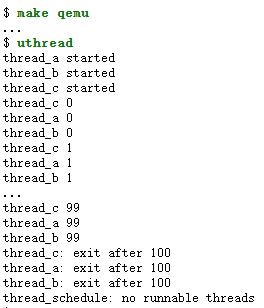 $ make qemu
...
$ uthread
thread_a started
thread_b started
thread_c started
thread_c 0
thread_a 0
thread_b 0
thread_c 1
thread_a 1
thread_b 1
...
thread_c 99
thread_a 99
thread_b 99
thread_c: exit after 100
thread_a: exit after 100
thread_b: exit after 100
thread_schedule: no runnable threads